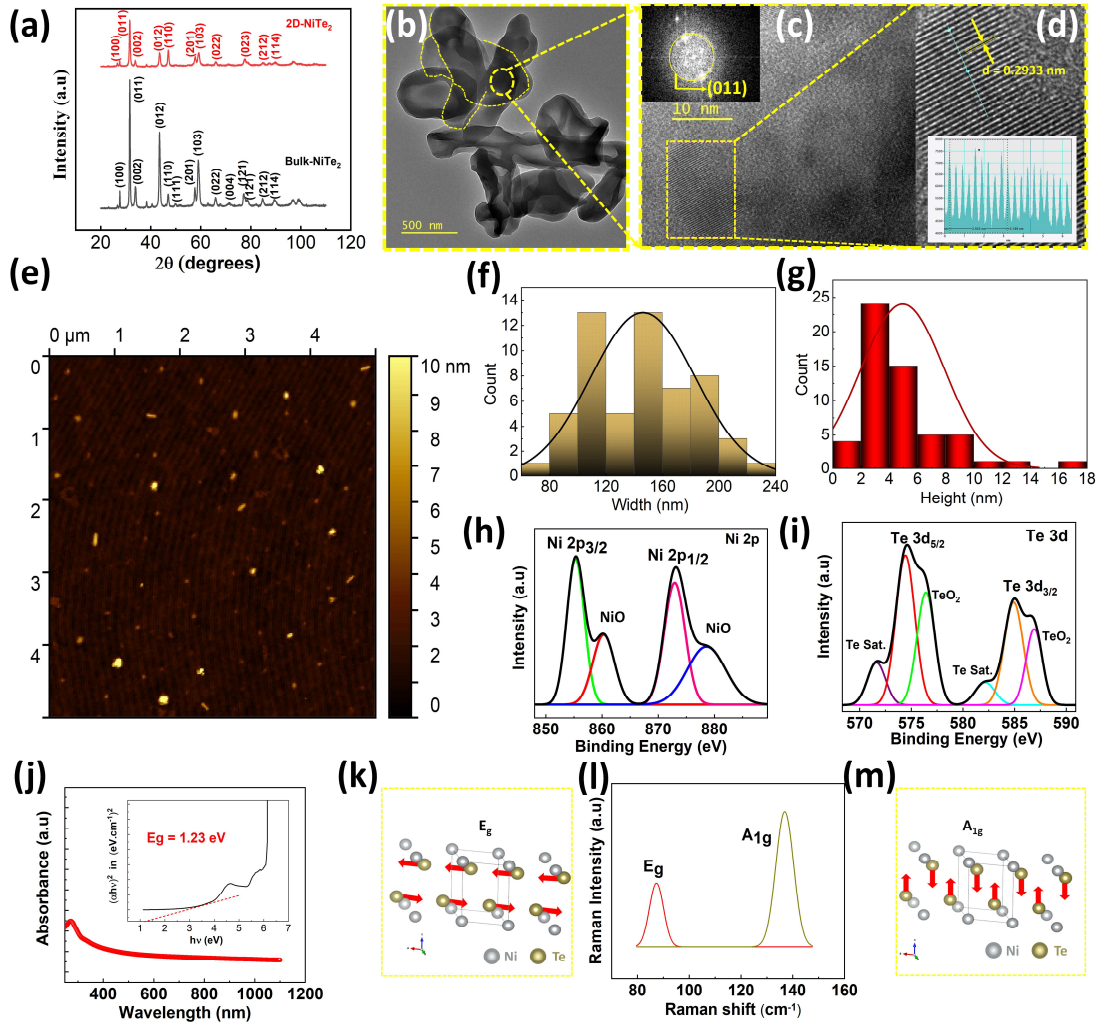 (a)
Intensity (a.u)
2D-NiTe2
(100)
(011)
(002)
(012)
(110)
(201)
(103)
(022)
(023)
(212)
(114)
Bulk-NiTe2
(100)
(011)
(002)
(012)
(110)
(111)
(201)
(103)
(022)
(004)
(121)
(212)
(114)
20 40 60 80 100 120
2θ (degrees)
(b)
500 nm
(c)
(011)
10 nm
(d)
d = 0.2933 nm
(e)
0 µm 1 2 3 4
0
1
2
3
4
10 nm
9
8
7
6
5
4
3
2
1
0
(f)
Count
14
12
10
8
6
4
2
0
80 120 160 200 240
Width (nm)
(g)
Count
25
20
15
10
5
0
0 2 4 6 8 10 12 14 16 18
Height (nm)
(h)
Intensity (a.u)
Ni 2p
Ni 2p3/2
NiO
Ni 2p1/2
NiO
850 860 870 880
Binding Energy (eV)
(i)
Intensity (a.u)
Te 3d
Te 3d5/2
TeO2
Te Sat.
Te 3d3/2
TeO2
Te Sat.
570 575 580 585 590
Binding Energy (eV)
(j)
Absorbance (a.u)
(αhν)2 in (eV.cm-1)2
Eg = 1.23 eV
0 1 2 3 4 5 6 7
hν (eV)
300 600 900 1200
Wavelength (nm)
(k)
Eg
Ni Te
(l)
Raman Intensity (a.u)
Eg
A1g
80 100 120 140 160
Raman shift (cm-1)
(m)
A1g
Ni Te